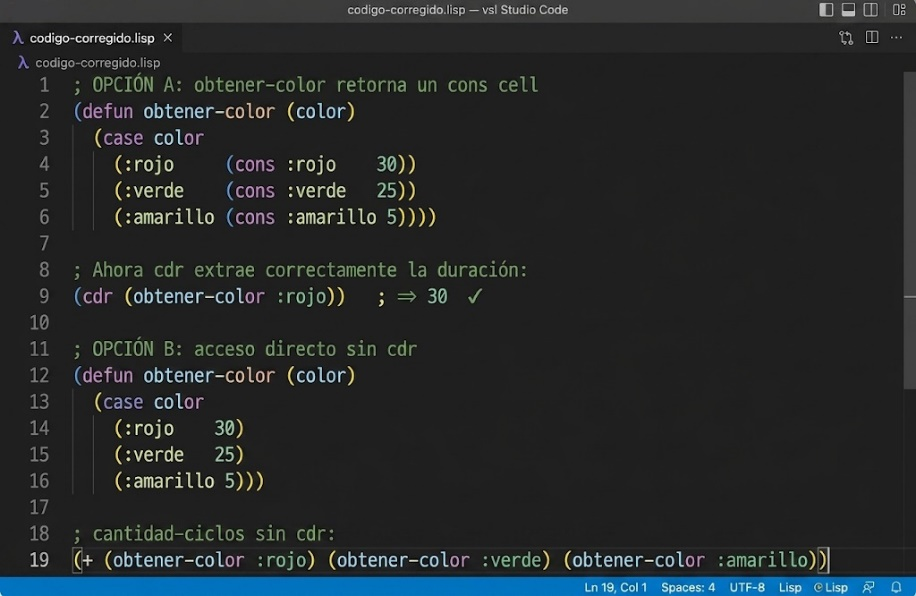 codigo-corregido.lisp — vsl Studio Code
λ codigo-corregido.lisp ×
λ codigo-corregido.lisp
1 ; OPCIÓN A: obtener-color retorna un cons cell
2 (defun obtener-color (color)
3   (case color
4     (:rojo     (cons :rojo    30))
5     (:verde    (cons :verde   25))
6     (:amarillo (cons :amarillo 5))))
7
8 ; Ahora cdr extrae correctamente la duración:
9 (cdr (obtener-color :rojo))   ; ⇒ 30 ✓
10
11 ; OPCIÓN B: acceso directo sin cdr
12 (defun obtener-color (color)
13   (case color
14     (:rojo    30)
15     (:verde   25)
16     (:amarillo 5)))
17
18 ; cantidad-ciclos sin cdr:
19 (+ (obtener-color :rojo) (obtener-color :verde) (obtener-color :amarillo))
Ln 19, Col 1 Spaces: 4 UTF-8 Lisp Lisp